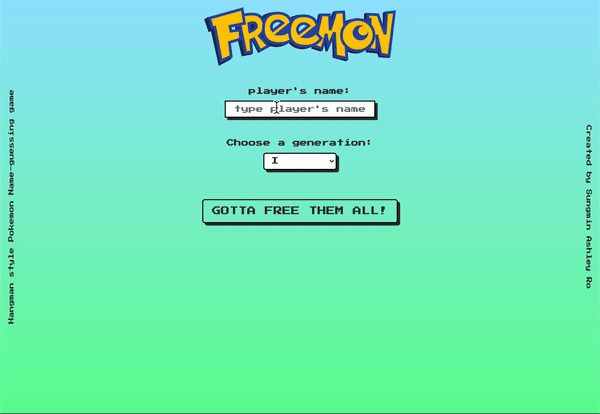 FREEMON
player's name:
type player's name
Choose a generation:
I
GOTTA FREE THEM ALL!
Hangman style Pokemon Name-guessing game
Created by Sungmin Ashley Ro